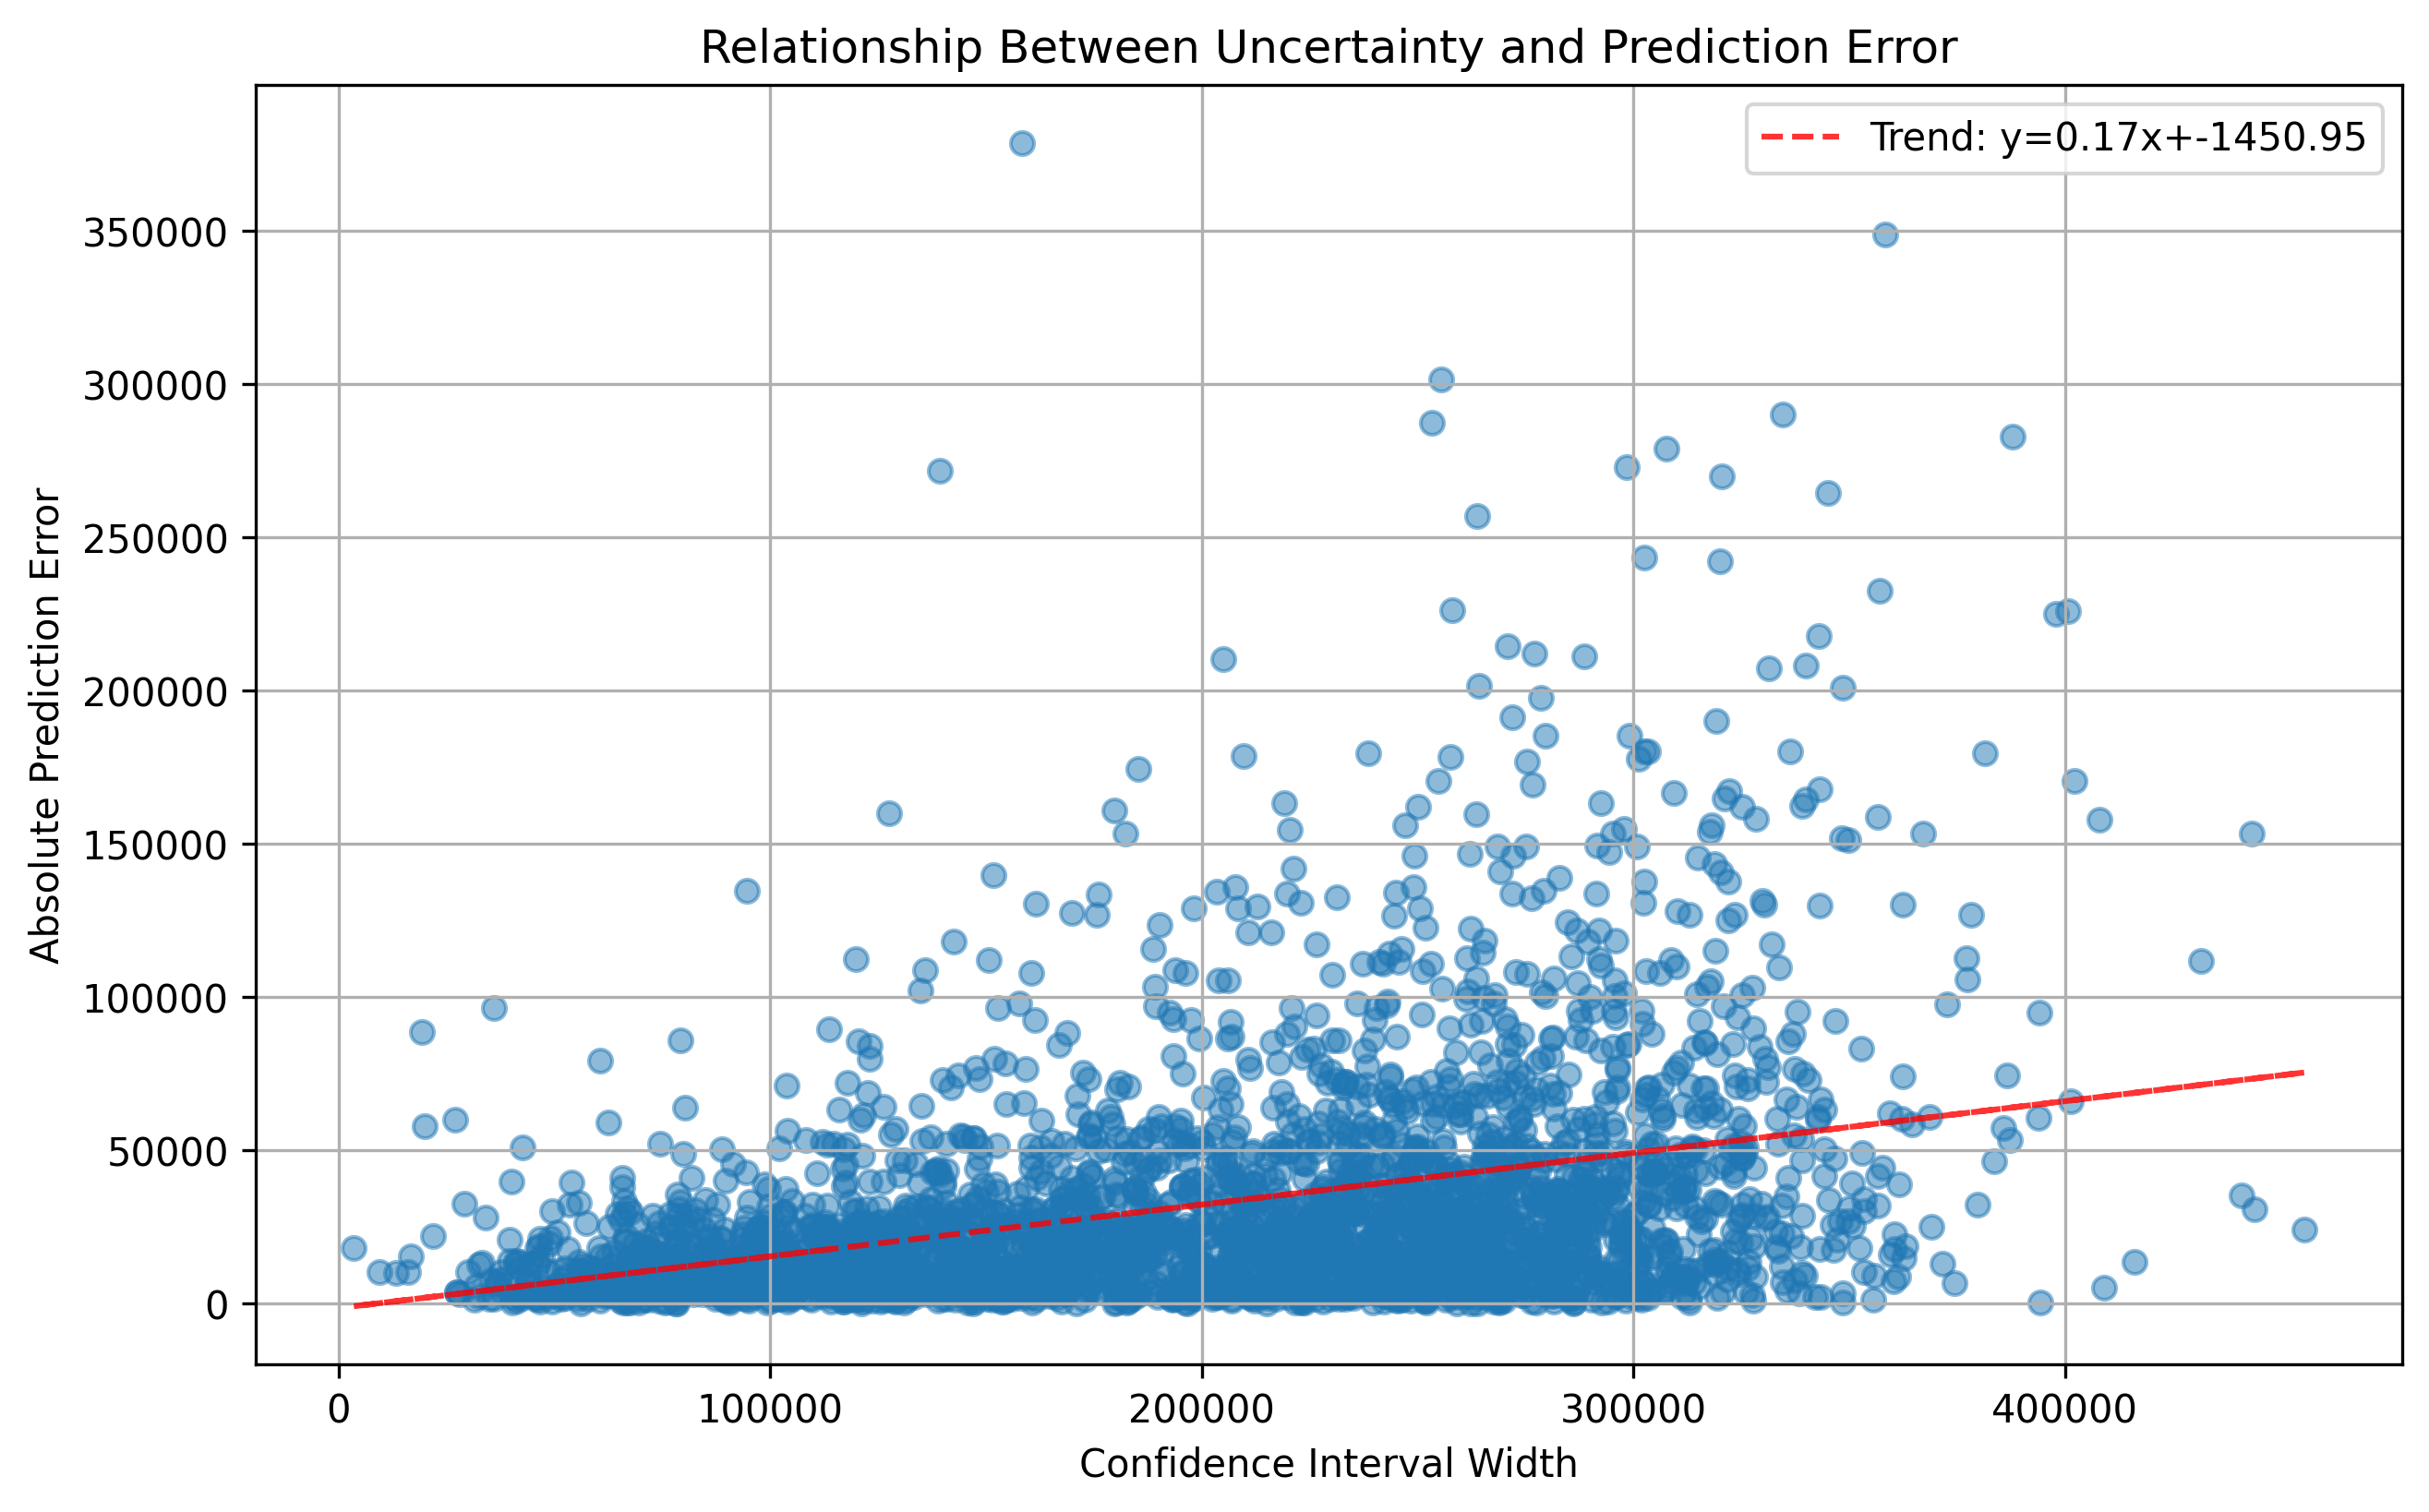 Relationship Between Uncertainty and Prediction Error
Trend: y=0.17x+-1450.95
Absolute Prediction Error
350000
300000
250000
200000
150000
100000
50000
0
0 100000 200000 300000 400000
Confidence Interval Width